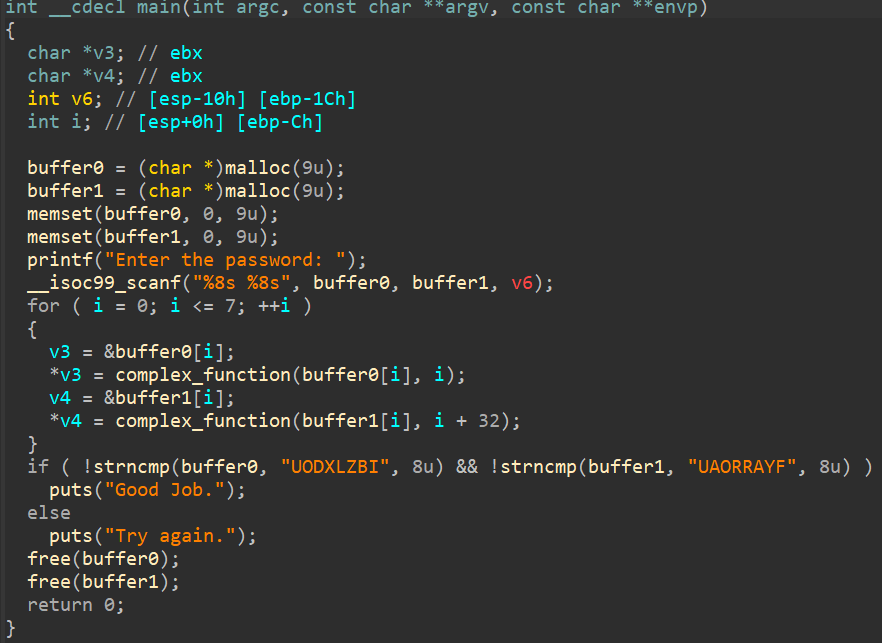 int __cdecl main(int argc, const char **argv, const char **envp)
{
  char *v3; // ebx
  char *v4; // ebx
  int v6; // [esp-10h] [ebp-1Ch]
  int i; // [esp+0h] [ebp-Ch]

  buffer0 = (char *)malloc(9u);
  buffer1 = (char *)malloc(9u);
  memset(buffer0, 0, 9u);
  memset(buffer1, 0, 9u);
  printf("Enter the password: ");
  __isoc99_scanf("%8s %8s", buffer0, buffer1, v6);
  for ( i = 0; i <= 7; ++i )
  {
    v3 = &buffer0[i];
    *v3 = complex_function(buffer0[i], i);
    v4 = &buffer1[i];
    *v4 = complex_function(buffer1[i], i + 32);
  }
  if ( !strncmp(buffer0, "UODXLZBI", 8u) && !strncmp(buffer1, "UAORRAYF", 8u) )
    puts("Good Job.");
  else
    puts("Try again.");
  free(buffer0);
  free(buffer1);
  return 0;
}